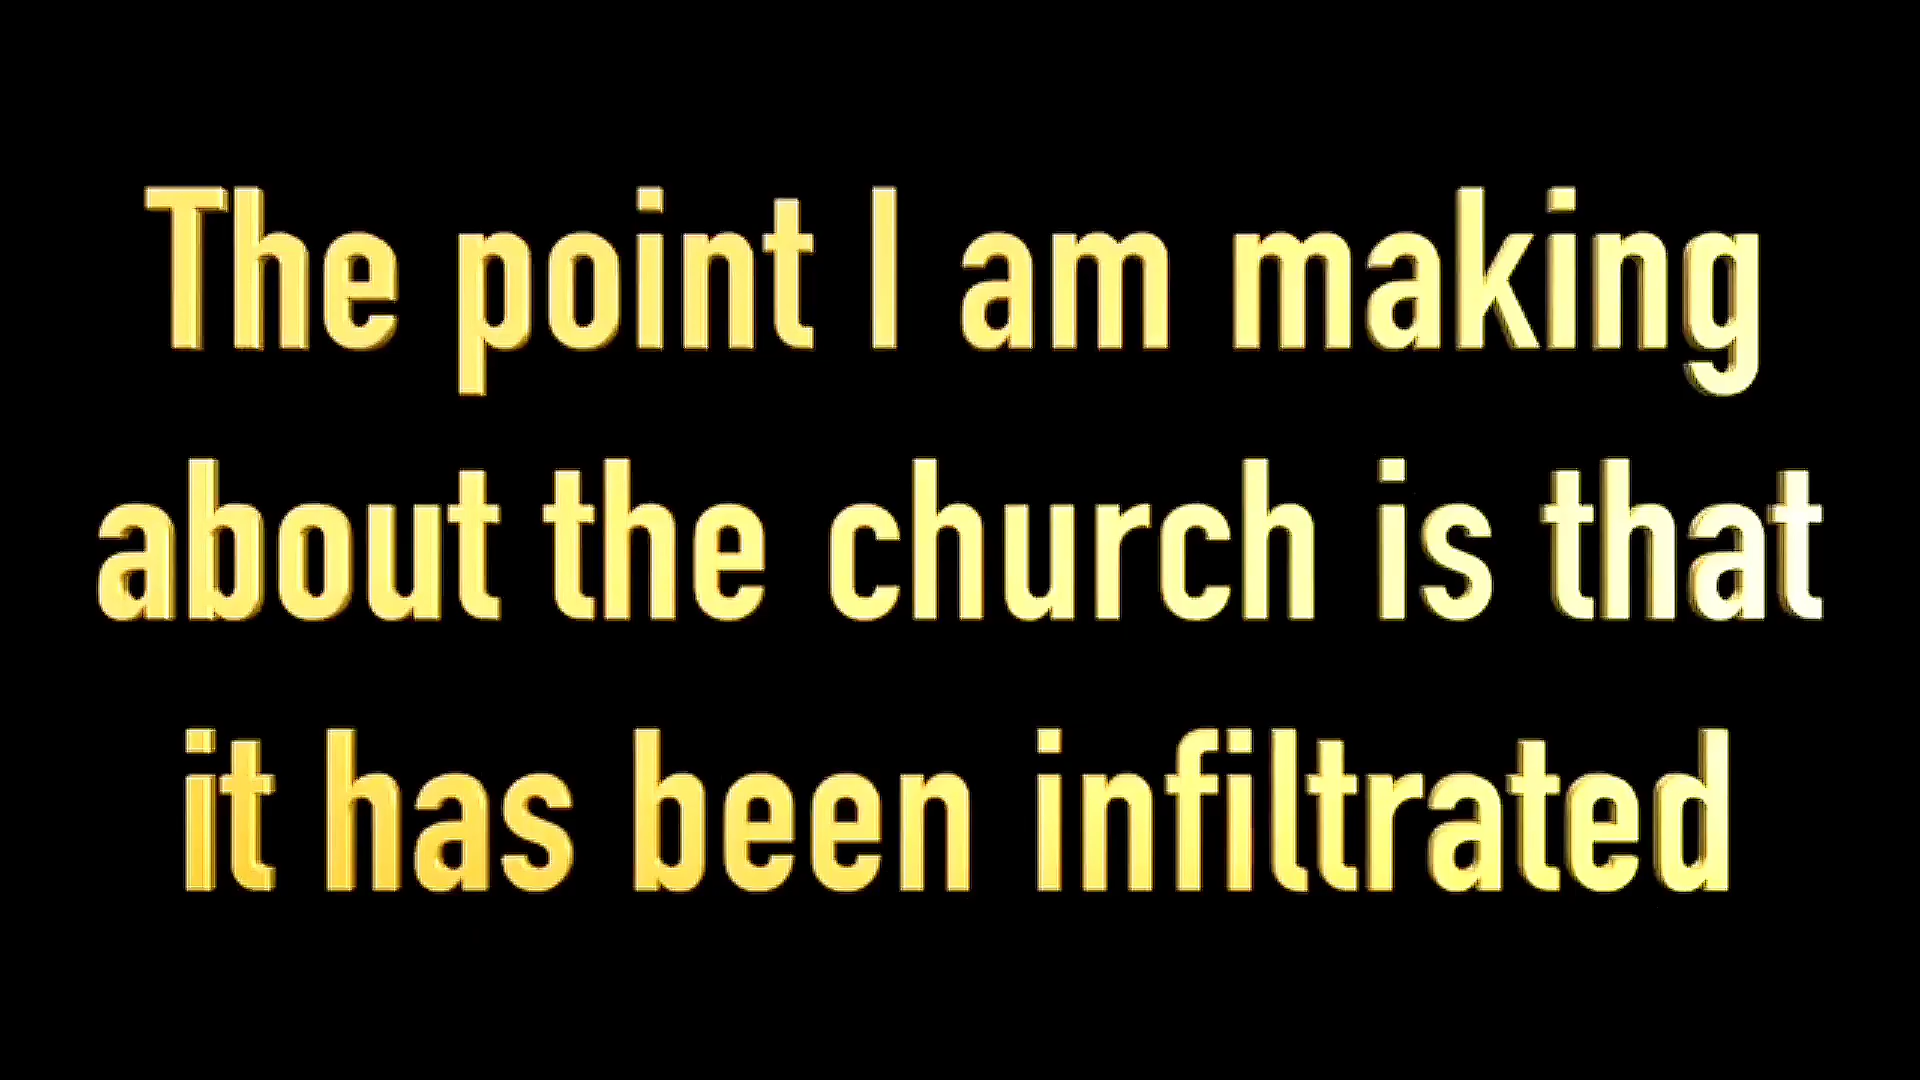 The point I am making
about the church is that
it has been infiltrated